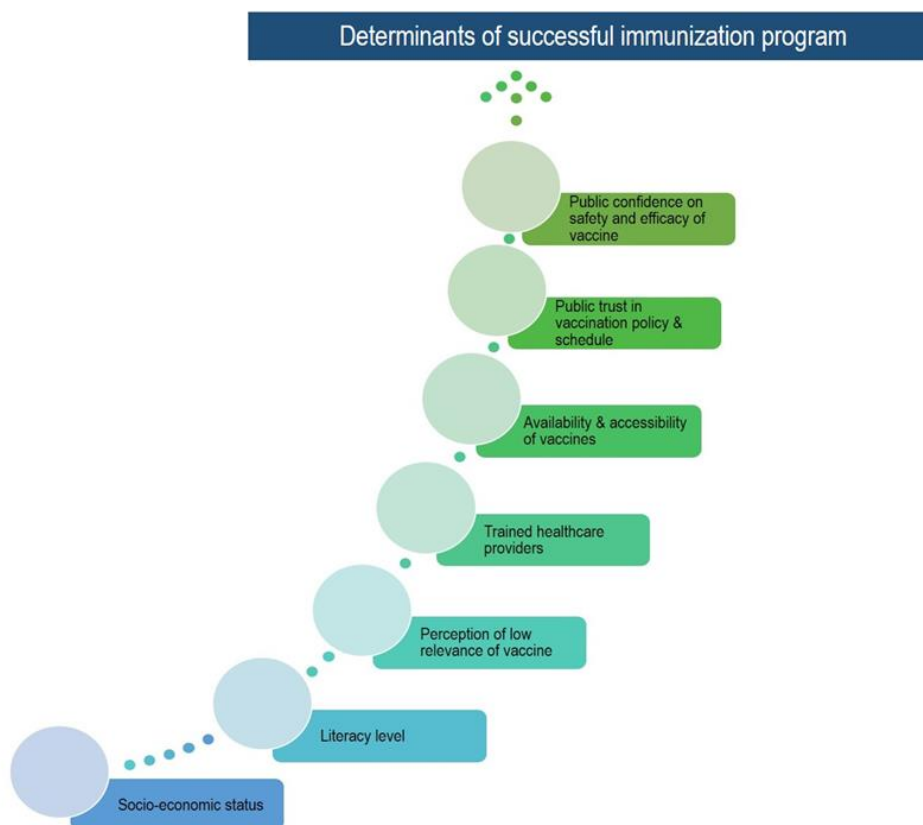 Determinants of successful immunization program
Public confidence on
safety and efficacy of
vaccine
Public trust in
vaccination policy &
schedule
Availability & accessibility
of vaccines
Trained healthcare
providers
Perception of low
relevance of vaccine
Literacy level
Socio-economic status